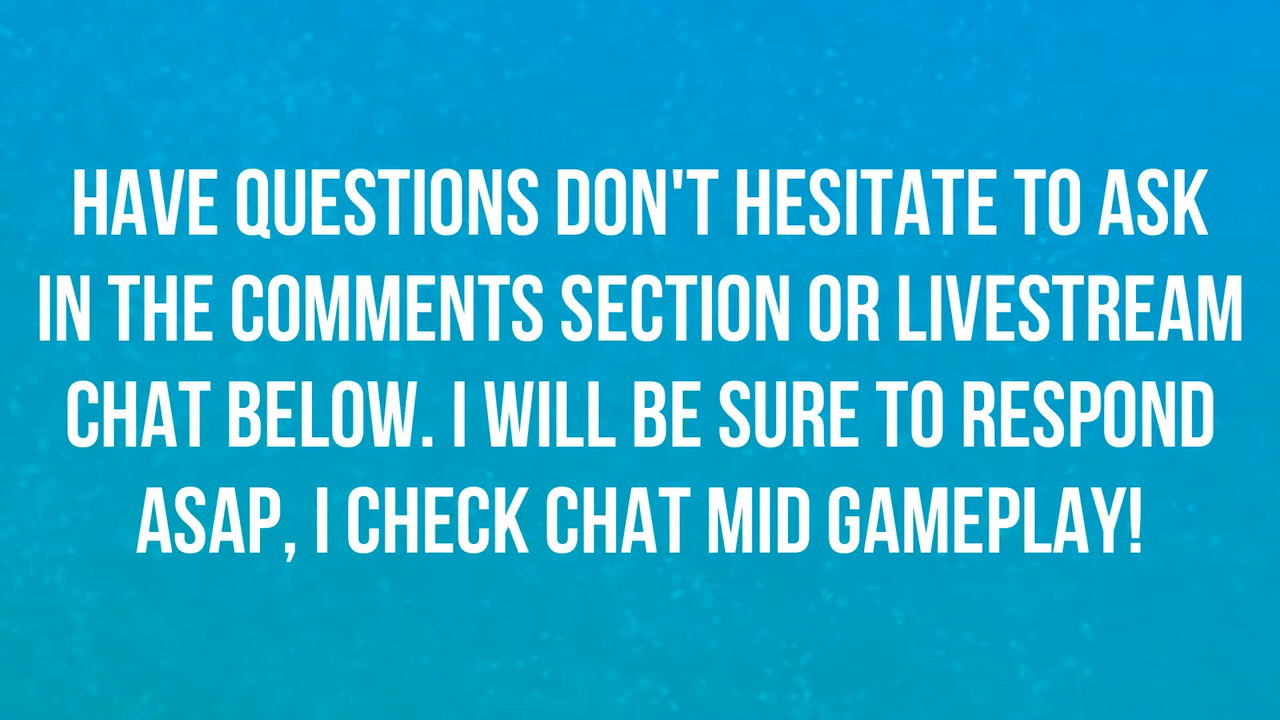 HAVE QUESTIONS DON'T HESITATE TO ASK
IN THE COMMENTS SECTION OR LIVESTREAM
CHAT BELOW. I WILL BE SURE TO RESPOND
ASAP, I CHECK CHAT MID GAMEPLAY!